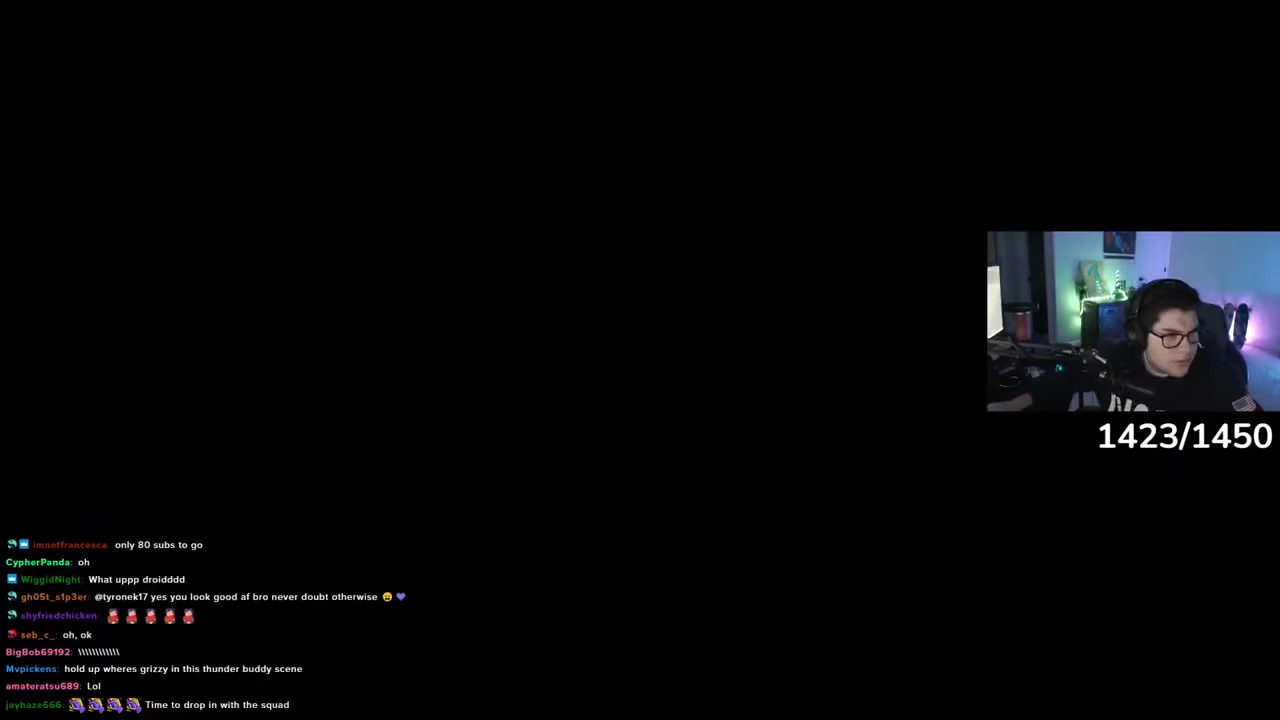 1423/1450
imnotfrancesca: only 80 subs to go
CypherPanda: oh
WiggidNight: What uppp droidddd
gh05t_s1p3er: @tyronek17 yes you look good af bro never doubt otherwise 😩💜
shyfriedchicken:
seb_c_: oh, ok
BigBob69192: \\\\\\\\\\\\
Mvpickens: hold up wheres grizzy in this thunder buddy scene
amateratsu689: Lol
jayhaze666: Time to drop in with the squad